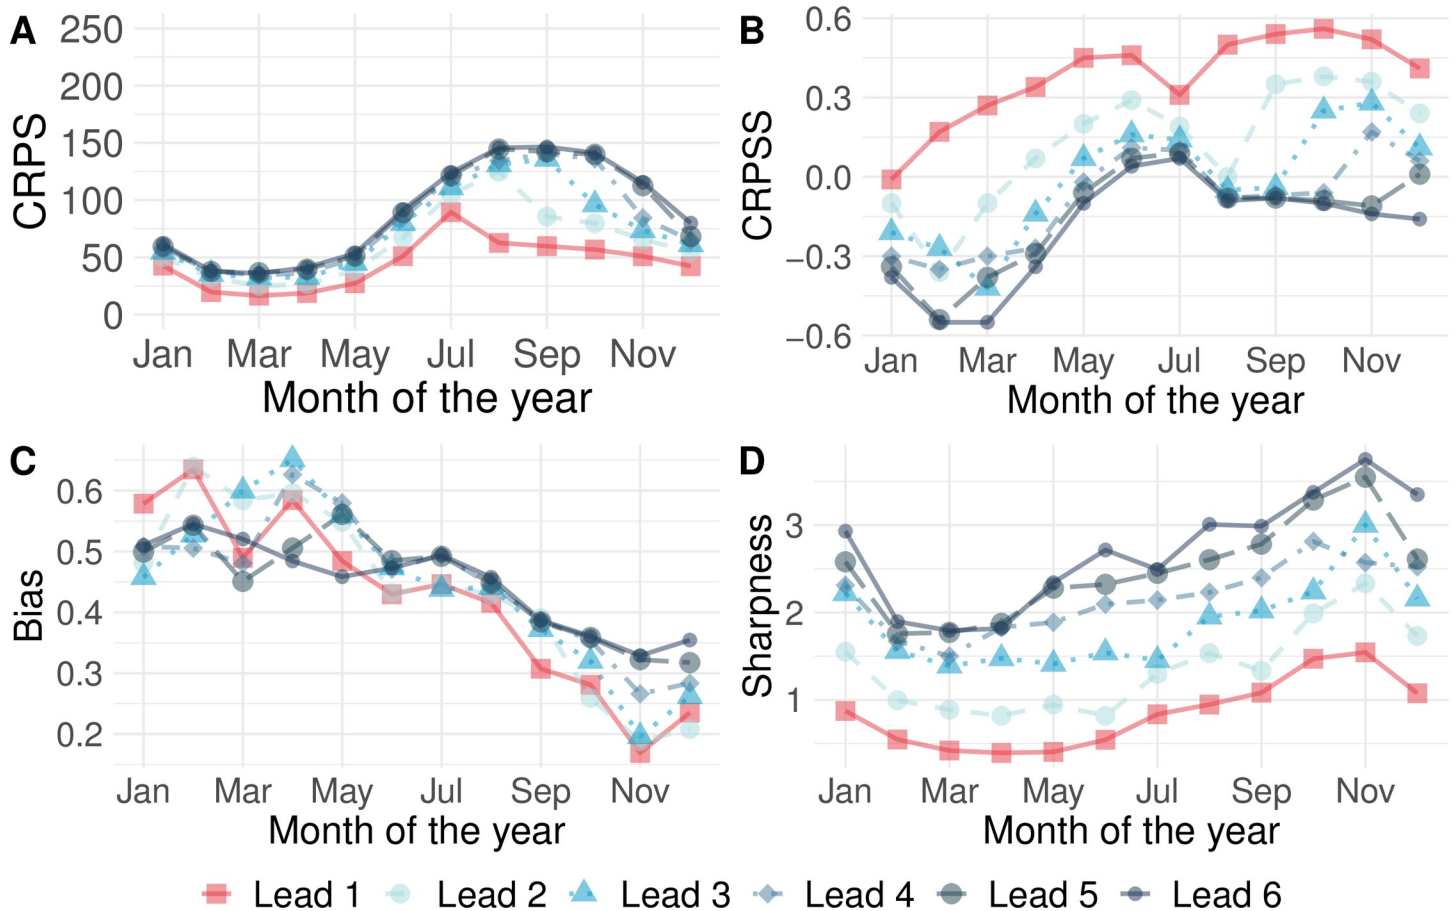 A
CRPS
250
200
150
100
50
0
Jan Mar May Jul Sep Nov
Month of the year
B
CRPSS
0.6
0.3
0.0
−0.3
−0.6
Jan Mar May Jul Sep Nov
Month of the year
C
Bias
0.6
0.5
0.4
0.3
0.2
Jan Mar May Jul Sep Nov
Month of the year
D
Sharpness
3
2
1
Jan Mar May Jul Sep Nov
Month of the year
Lead 1 Lead 2 Lead 3 Lead 4 Lead 5 Lead 6